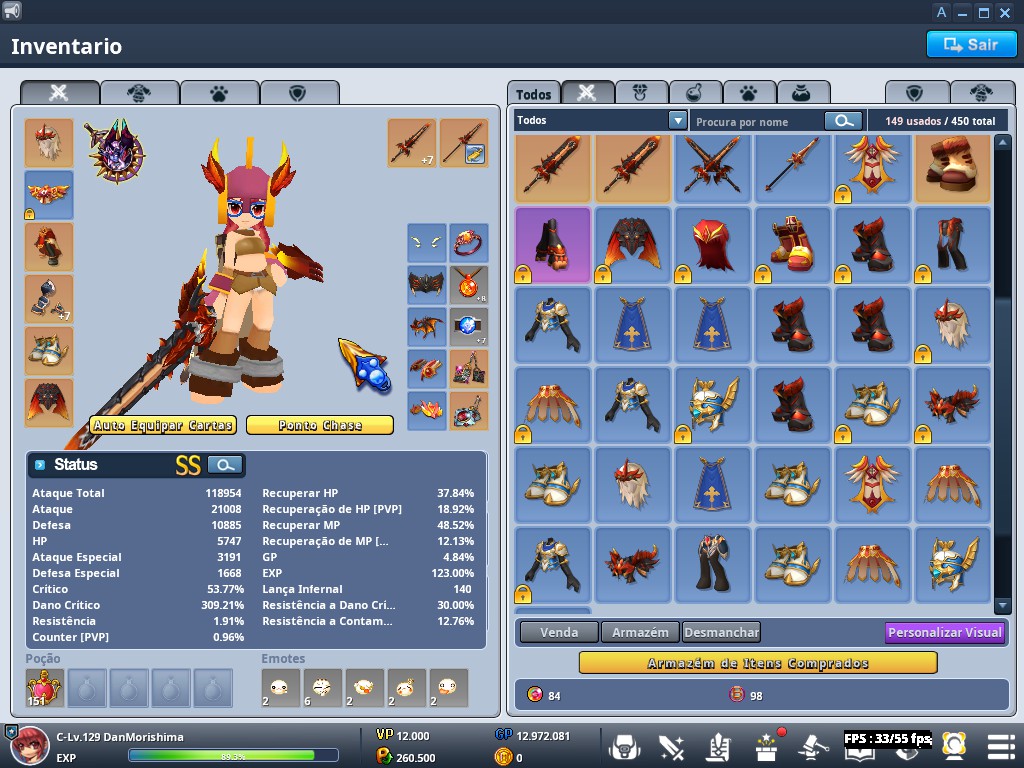 A
Inventario
Sair
Todos
Todos
Procura por nome
149 usados / 450 total
+7
+7
+8
+7
Auto Equipar Cartas
Ponto Chase
Status SS
Ataque Total 118954
Ataque 21008
Defesa 10885
HP 5747
Ataque Especial 3191
Defesa Especial 1668
Crítico 53.77%
Dano Crítico 309.21%
Resistência 1.91%
Counter [PVP] 0.96%
Recuperar HP 37.84%
Recuperação de HP [PVP] 18.92%
Recuperar MP 48.52%
Recuperação de MP [... 12.13%
GP 4.84%
EXP 123.00%
Lança Infernal 140
Resistência a Dano Crí... 30.00%
Resistência a Contam... 12.76%
Poção
151
Emotes
2 6 2 2 2
Venda Armazém Desmanchar Personalizar Visual
Armazém de Itens Comprados
84 98
C-Lv.129 DanMorishima
EXP 89.3%
VP 12.000
260.500
GP 12.972.081
0
FPS : 33/55 fps